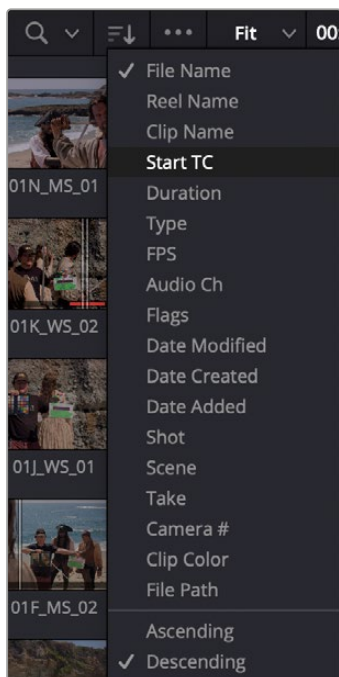 Fit
00:
File Name
Reel Name
Clip Name
Start TC
Duration
Type
FPS
Audio Ch
Flags
Date Modified
Date Created
Date Added
Shot
Scene
Take
Camera #
Clip Color
File Path
Ascending
Descending
01N_MS_01
01K_WS_02
01J_WS_01
01F_MS_02